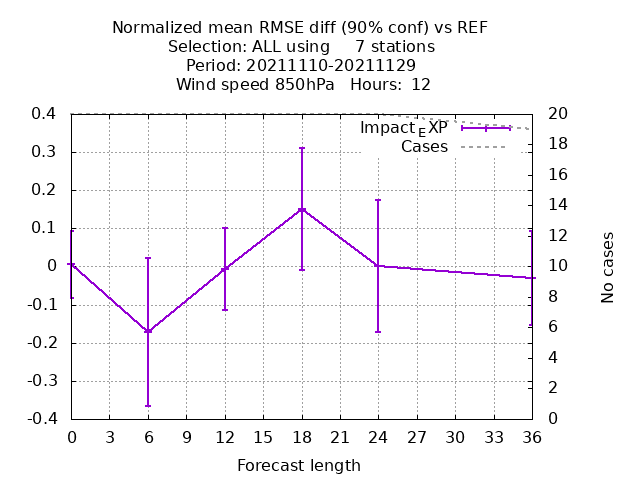 Normalized mean RMSE diff (90% conf) vs REF
Selection: ALL using 7 stations
Period: 20211110-20211129
Wind speed 850hPa Hours: 12
Impact_EXP
Cases
0.4
0.3
0.2
0.1
0
-0.1
-0.2
-0.3
-0.4
20
18
16
14
12
10
8
6
4
2
0
No cases
0 3 6 9 12 15 18 21 24 27 30 33 36
Forecast length